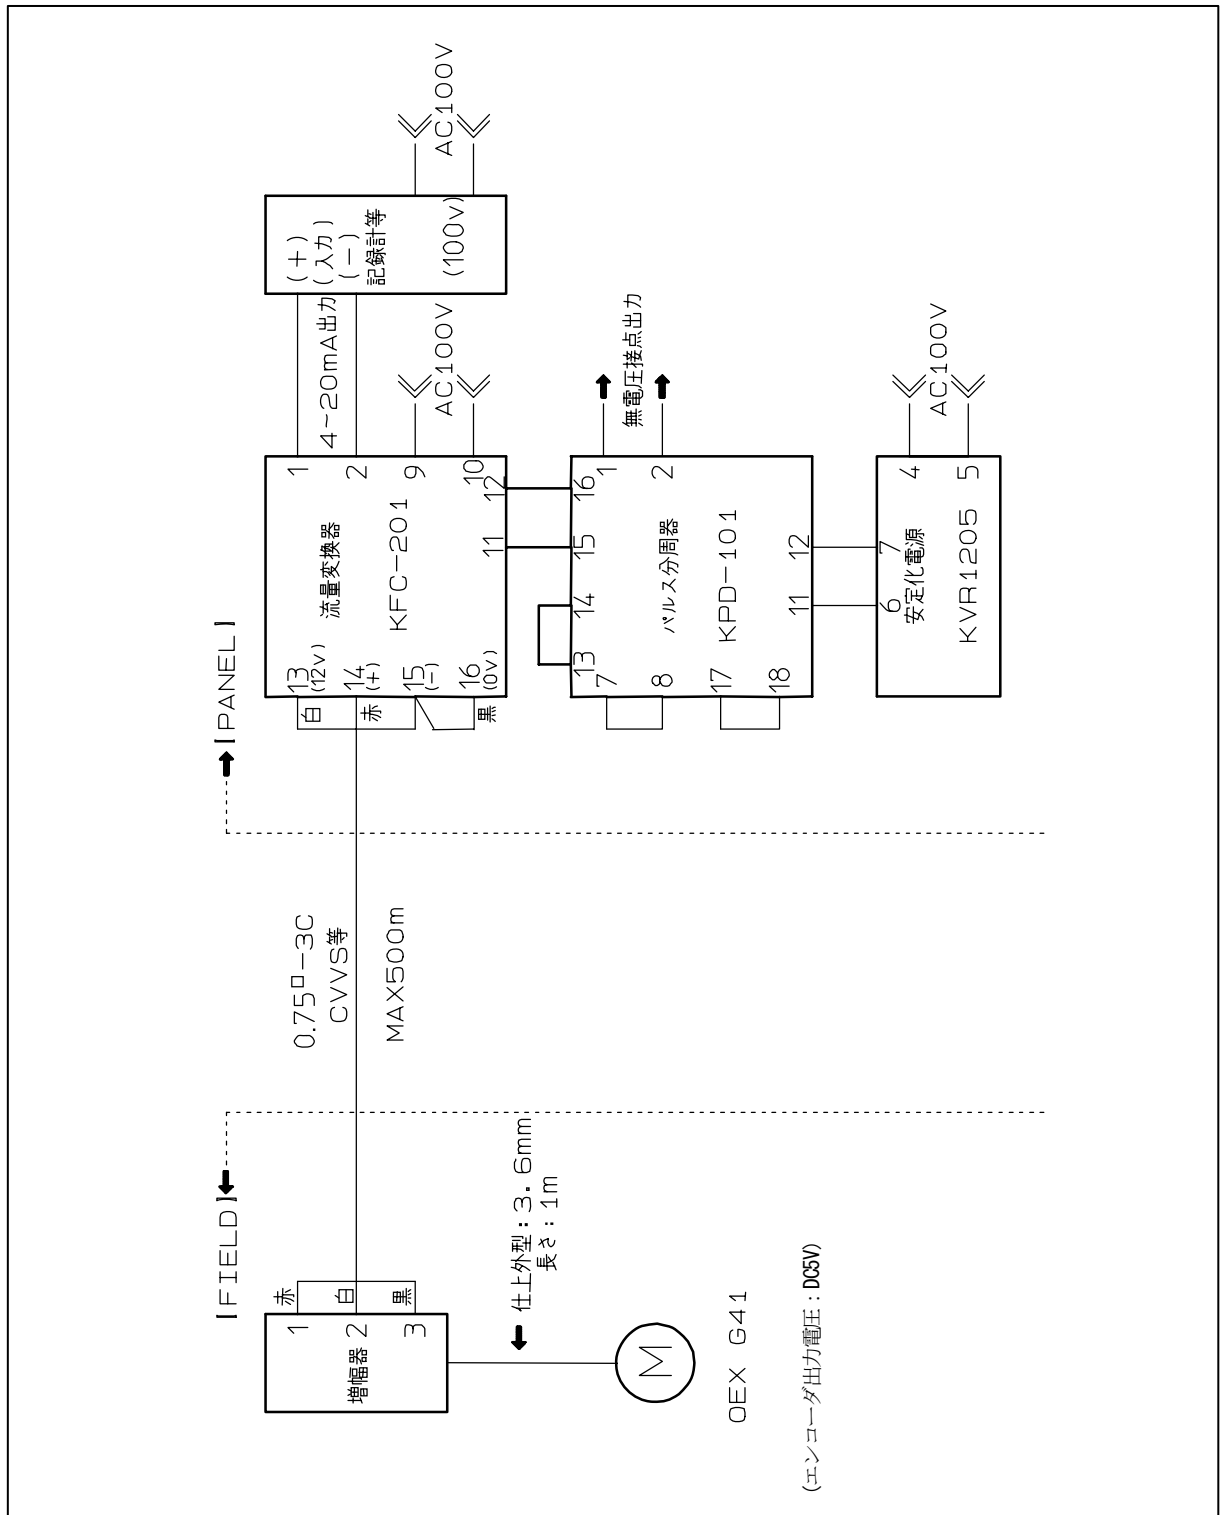 【FIELD】
【PANEL】
増幅器
1
2
3
赤
白
黒
仕上外型：3.6mm
長さ：1m
M
OEX G41
(エンコーダ出力電圧：DC5V)
0.75□-3C
CVVS等
MAX500m
白
赤
黒
13
(12v)
14
(+)
15
(-)
16
(0V)
流量変換器
KFC-201
1
2
9
10
11
12
4~20mA出力
AC100V
(+)
(入力)
(-)
記録計等
(100v)
AC100V
13
14
15
16
7
8
17
18
パルス分周器
KPD-101
1
2
11
12
無電圧接点出力
6
7
安定化電源
KVR1205
4
5
AC100V